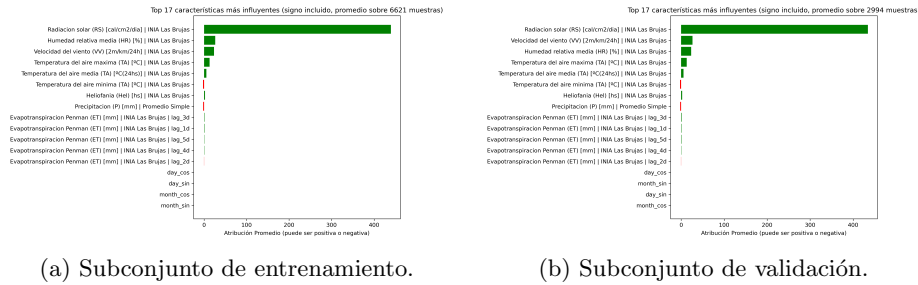 Top 17 características más influyentes (signo incluido, promedio sobre 6621 muestras)
Radiacion solar (RS) [cal/cm2/dia] | INIA Las Brujas
Humedad relativa media (HR) [%] | INIA Las Brujas
Velocidad del viento (VV) [2m/km/24h] | INIA Las Brujas
Temperatura del aire maxima (TA) [ºC] | INIA Las Brujas
Temperatura del aire media (TA) [ºC(24hs)] | INIA Las Brujas
Temperatura del aire minima (TA) [ºC] | INIA Las Brujas
Heliofania (Hel) [hs] | INIA Las Brujas
Precipitacion (P) [mm] | Promedio Simple
Evapotranspiracion Penman (ET) [mm] | INIA Las Brujas | lag_3d
Evapotranspiracion Penman (ET) [mm] | INIA Las Brujas | lag_1d
Evapotranspiracion Penman (ET) [mm] | INIA Las Brujas | lag_5d
Evapotranspiracion Penman (ET) [mm] | INIA Las Brujas | lag_4d
Evapotranspiracion Penman (ET) [mm] | INIA Las Brujas | lag_2d
day_cos
day_sin
month_cos
month_sin
0 100 200 300 400
Atribución Promedio (puede ser positiva o negativa)
(a) Subconjunto de entrenamiento.
Top 17 características más influyentes (signo incluido, promedio sobre 2994 muestras
Radiacion solar (RS) [cal/cm2/dia] | INIA Las Brujas
Velocidad del viento (VV) [2m/km/24h] | INIA Las Brujas
Humedad relativa media (HR) [%] | INIA Las Brujas
Temperatura del aire maxima (TA) [ºC] | INIA Las Brujas
Temperatura del aire media (TA) [ºC(24hs)] | INIA Las Brujas
Temperatura del aire minima (TA) [ºC] | INIA Las Brujas
Heliofania (Hel) [hs] | INIA Las Brujas
Precipitacion (P) [mm] | Promedio Simple
Evapotranspiracion Penman (ET) [mm] | INIA Las Brujas | lag_3d
Evapotranspiracion Penman (ET) [mm] | INIA Las Brujas | lag_1d
Evapotranspiracion Penman (ET) [mm] | INIA Las Brujas | lag_5d
Evapotranspiracion Penman (ET) [mm] | INIA Las Brujas | lag_4d
Evapotranspiracion Penman (ET) [mm] | INIA Las Brujas | lag_2d
day_cos
month_sin
day_sin
month_cos
0 100 200 300 400
Atribución Promedio (puede ser positiva o negativa)
(b) Subconjunto de validación.